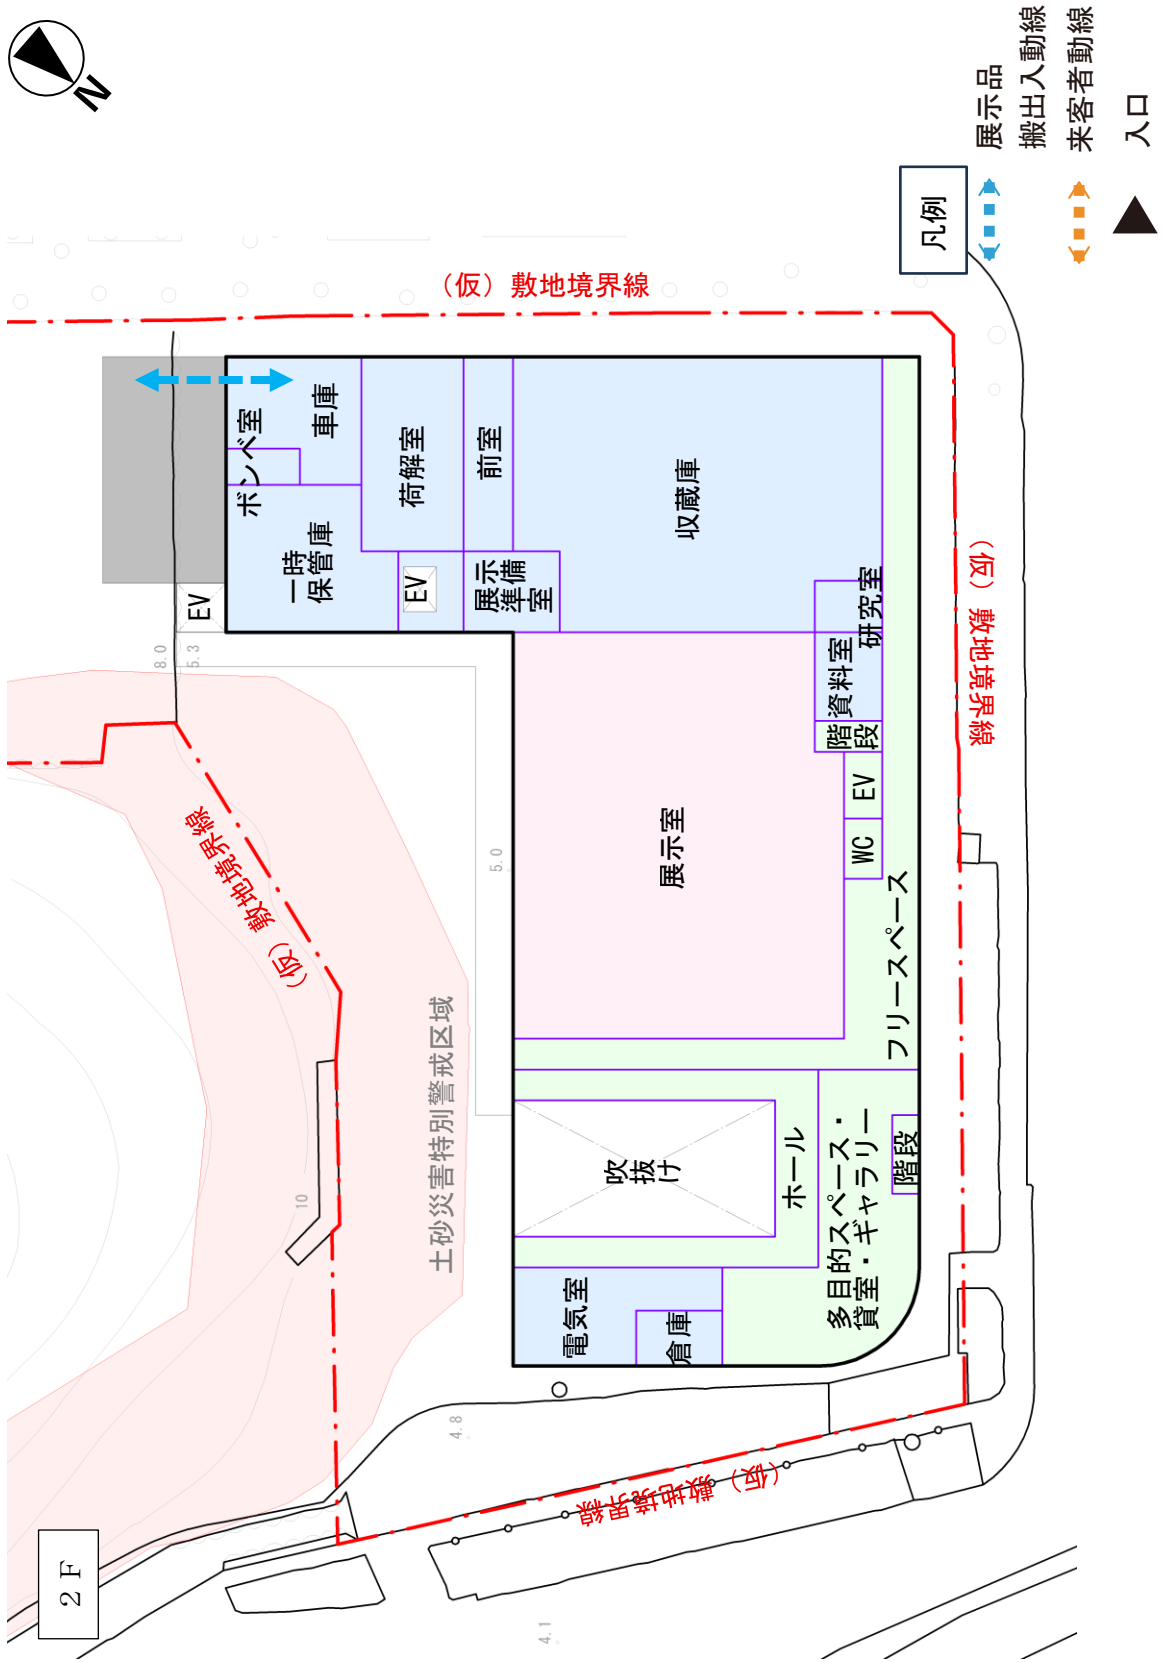 ２Ｆ
N
凡例
展示品
搬出入動線
来客者動線
入口
（仮）敷地境界線
（仮）敷地境界線
（仮）敷地境界線
（仮）敷地境界線
土砂災害特別警戒区域
ボンベ室
車庫
一時
保管庫
荷解室
前室
EV
EV
展示
準備
室
収蔵庫
研究室
資料室
階
段
EV
WC
展示室
フリースペース
吹
抜
け
ホール
多目的スペース・
貸室・ギャラリー
階段
電気室
倉庫
8.0
5.3
5.0
10
4.8
4.1